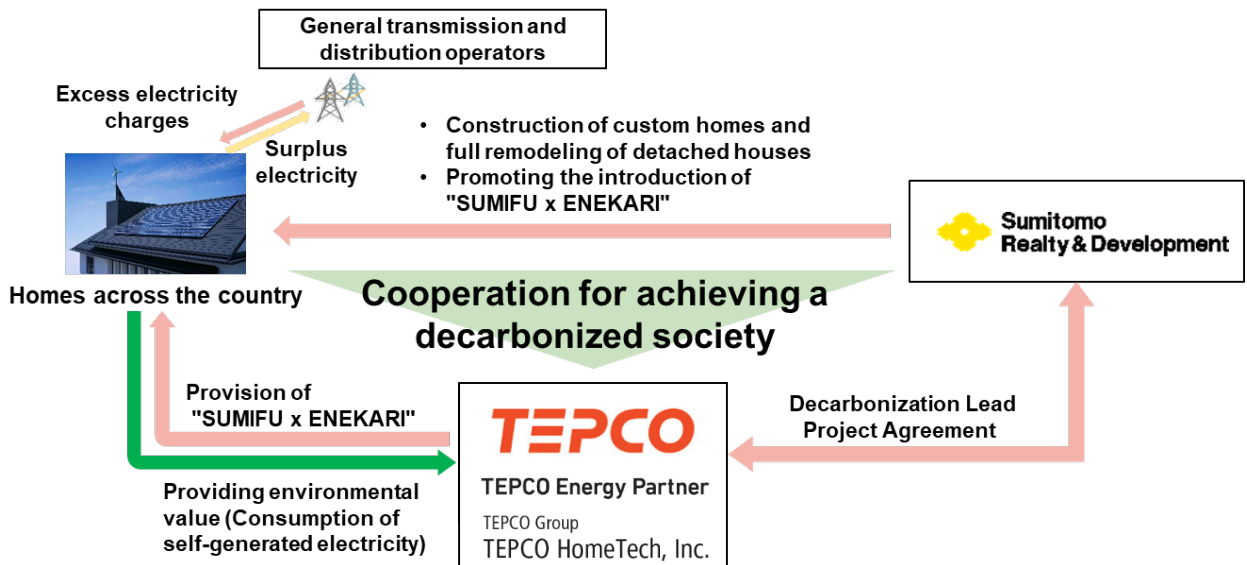 General transmission and
distribution operators
Excess electricity
charges
Surplus
electricity
• Construction of custom homes and
full remodeling of detached houses
• Promoting the introduction of
"SUMIFU x ENEKARI"
Sumitomo
Realty & Development
Homes across the country
Cooperation for achieving a
decarbonized society
Provision of
"SUMIFU x ENEKARI"
Decarbonization Lead
Project Agreement
TEPCO
TEPCO Energy Partner
TEPCO Group
TEPCO HomeTech, Inc.
Providing environmental
value (Consumption of
self-generated electricity)